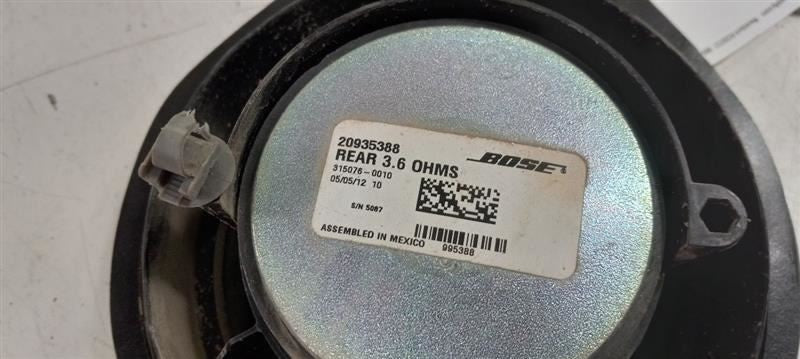 20935388
REAR 3.6 OHMS
BOSE
315076-0010
05/05/12 10
S/N 5087
ASSEMBLED IN MEXICO
995388